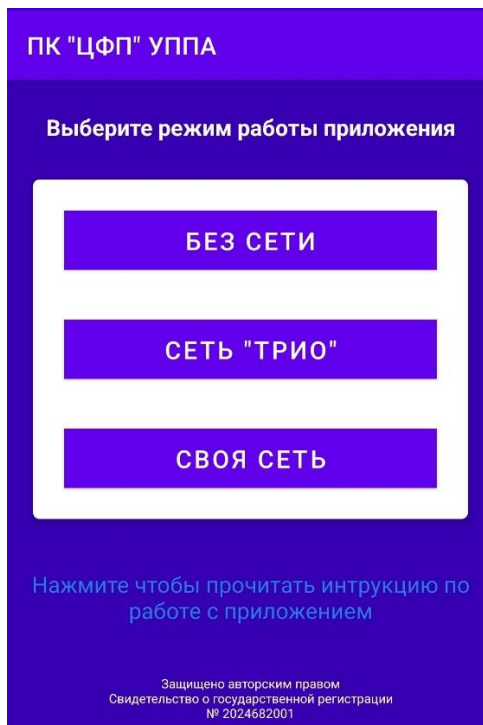 ПК "ЦФП" УППА
Выберите режим работы приложения
БЕЗ СЕТИ
СЕТЬ "ТРИО"
СВОЯ СЕТЬ
Нажмите чтобы прочитать интрукцию по
работе с приложением
Защищено авторским правом
Свидетельство о государственной регистрации
№ 2024682001